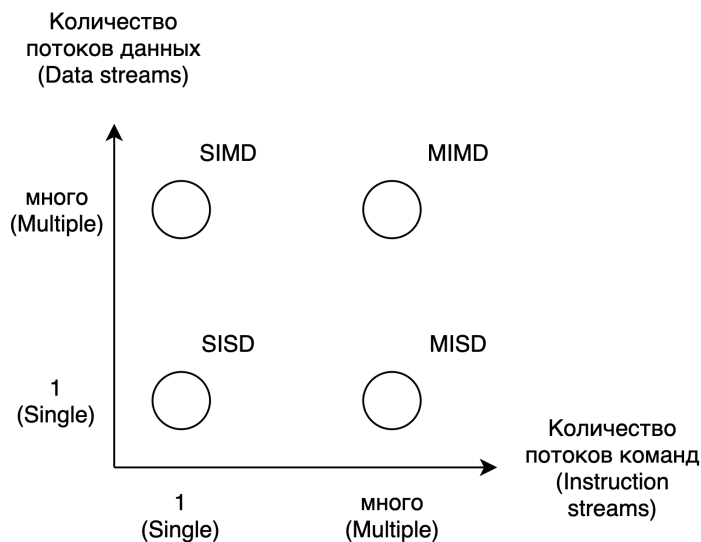 Количество
потоков данных
(Data streams)
SIMD
MIMD
много
(Multiple)
SISD
MISD
1
(Single)
Количество
потоков команд
(Instruction
streams)
1
(Single)
много
(Multiple)